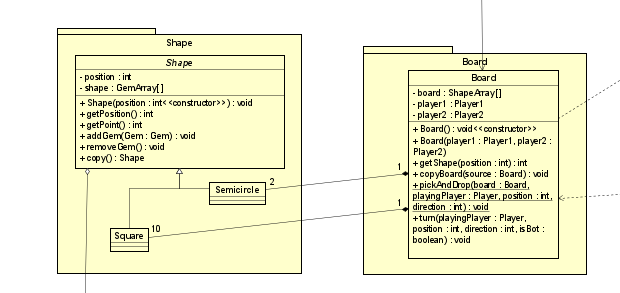 Shape
Shape
- position : int
- shape : GemArray[]
+ Shape(position : int<<constructor>>) : void
+ getPosition() : int
+ getPoint() : int
+ addGem(Gem : Gem) : void
+ removeGem() : void
+ copy() : Shape
Semicircle
2
Square
10
Board
Board
- board : ShapeArray[]
- player1 : Player1
- player2 : Player2
+ Board() : void<<constructor>>
+ Board(player1 : Player1, player2 :
Player2)
+ getShape(position : int) : int
+ copyBoard(source : Board) : void
+ pickAndDrop(board : Board,
playingPlayer : Player, position : int,
direction : int) : void
+ turn(playingPlayer : Player,
position : int, direction : int, isBot :
boolean) : void
1
1